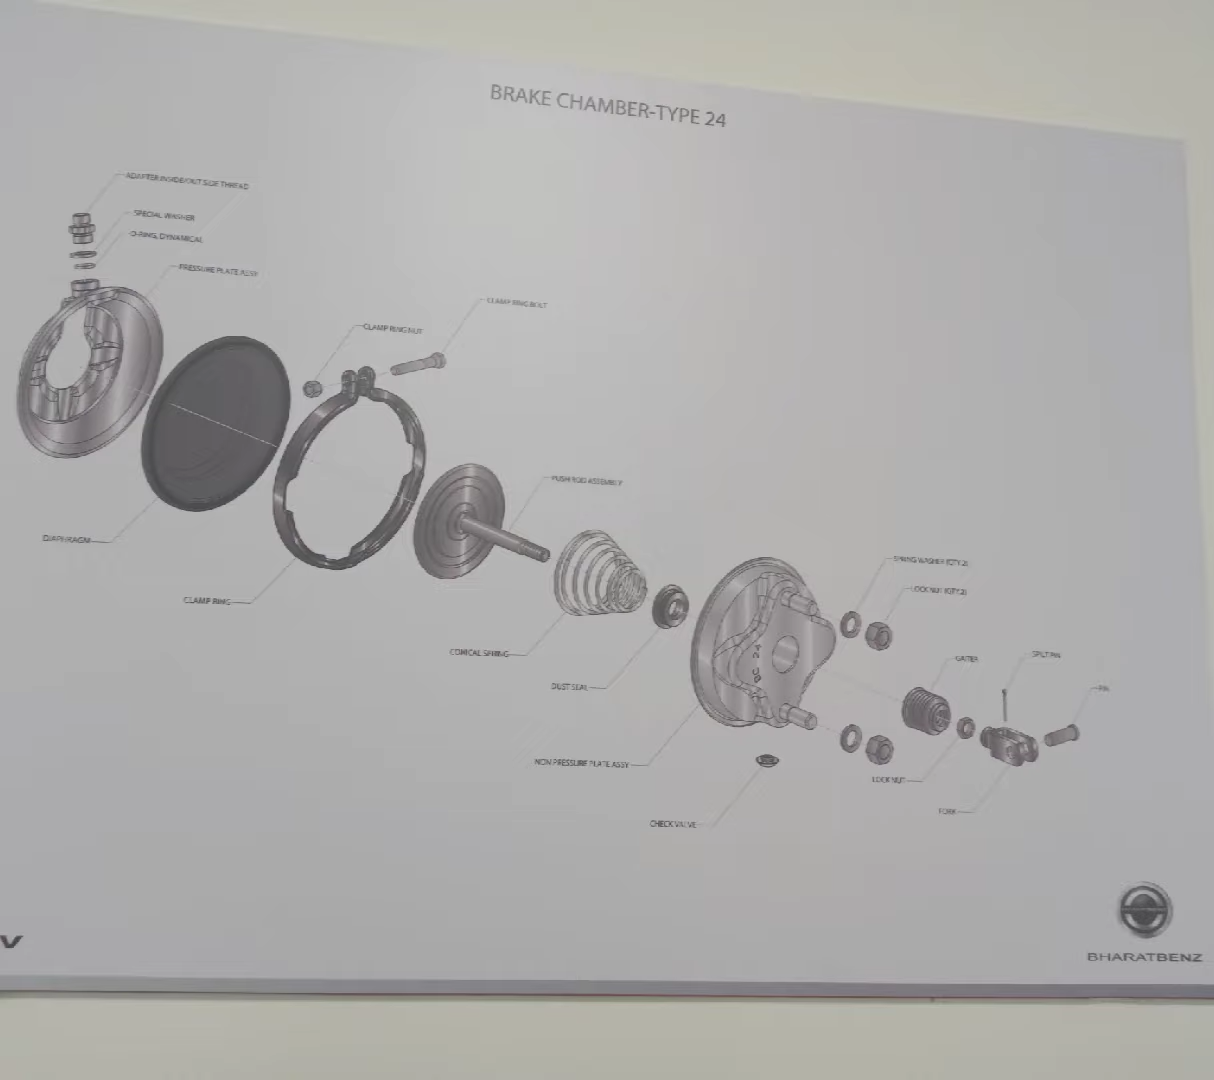 BRAKE CHAMBER-TYPE 24
ADAPTER INSIDE/OUT SIDE THREAD
SPECIAL WASHER
O-RING, DYNAMICAL
PRESSURE PLATE ASSY
CLAMP RING BOLT
CLAMP RING NUT
PUSH ROD ASSEMBLY
DIAPHRAGM
CLAMP RING
SPRING WASHER (QTY.2)
LOCK NUT (QTY.2)
CONICAL SPRING
GAITER
SPLIT PIN
DUST SEAL
PIN
NON PRESSURE PLATE ASSY
LOCK NUT
FORK
CHECK VALVE
V
BHARATBENZ